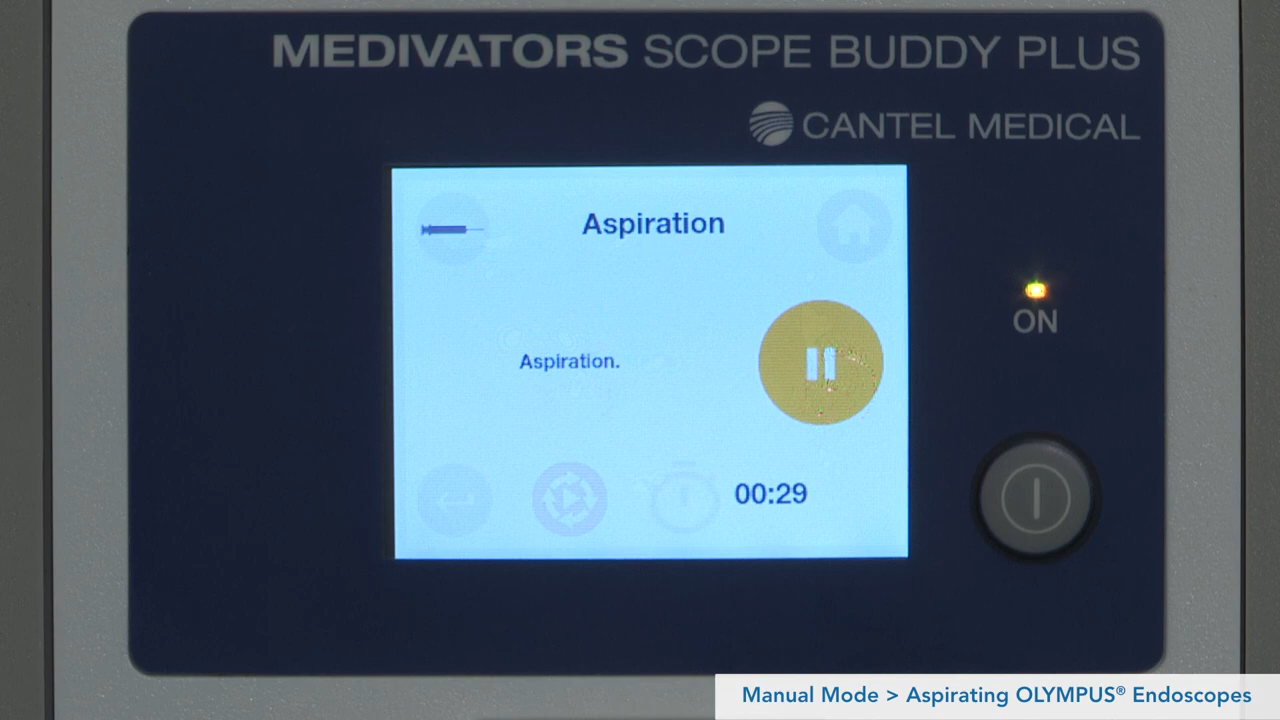 MEDIVATORS SCOPE BUDDY PLUS
CANTEL MEDICAL
Aspiration
ON
Aspiration.
00:29
Manual Mode > Aspirating OLYMPUS® Endoscopes